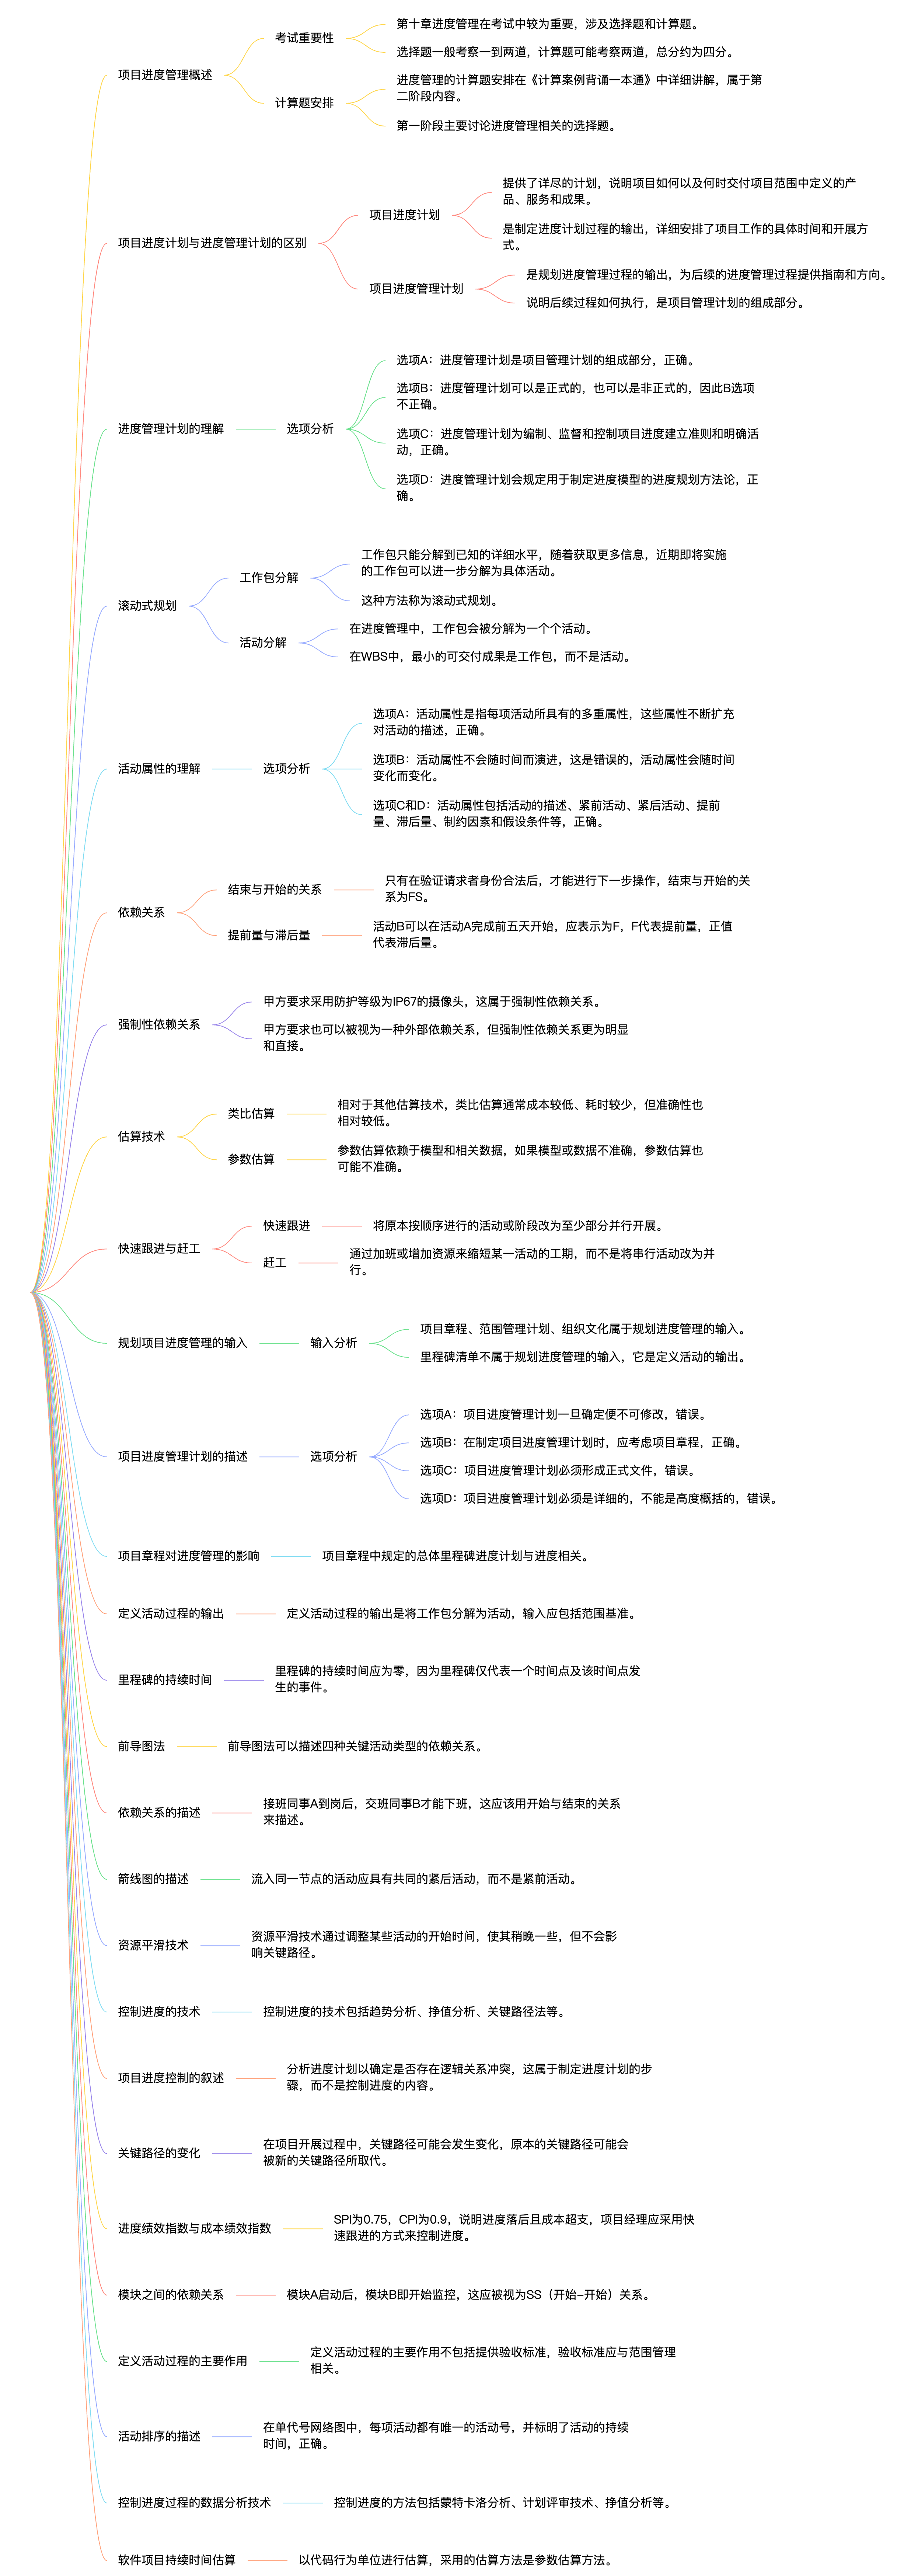 项目进度管理概述
考试重要性
第十章进度管理在考试中较为重要，涉及选择题和计算题。
选择题一般考察一到两道，计算题可能考察两道，总分约为四分。
计算题安排
进度管理的计算题安排在《计算案例背诵一本通》中详细讲解，属于第
二阶段内容。
第一阶段主要讨论进度管理相关的选择题。
项目进度计划与进度管理计划的区别
项目进度计划
提供了详尽的计划，说明项目如何以及何时交付项目范围中定义的产
品、服务和成果。
是制定进度计划过程的输出，详细安排了项目工作的具体时间和开展方
式。
项目进度管理计划
是规划进度管理过程的输出，为后续的进度管理过程提供指南和方向。
说明后续过程如何执行，是项目管理计划的组成部分。
进度管理计划的理解
选项分析
选项A：进度管理计划是项目管理计划的组成部分，正确。
选项B：进度管理计划可以是正式的，也可以是非正式的，因此B选项
不正确。
选项C：进度管理计划为编制、监督和控制项目进度建立准则和明确活
动，正确。
选项D：进度管理计划会规定用于制定进度模型的进度规划方法论，正
确。
滚动式规划
工作包分解
工作包只能分解到已知的详细水平，随着获取更多信息，近期即将实施
的工作包可以进一步分解为具体活动。
这种方法称为滚动式规划。
活动分解
在进度管理中，工作包会被分解为一个个活动。
在WBS中，最小的可交付成果是工作包，而不是活动。
活动属性的理解
选项分析
选项A：活动属性是指每项活动所具有的多重属性，这些属性不断扩充
对活动的描述，正确。
选项B：活动属性不会随时间而演进，这是错误的，活动属性会随时间
变化而变化。
选项C和D：活动属性包括活动的描述、紧前活动、紧后活动、提前
量、滞后量、制约因素和假设条件等，正确。
依赖关系
结束与开始的关系
只有在验证请求者身份合法后，才能进行下一步操作，结束与开始的关
系为FS。
提前量与滞后量
活动B可以在活动A完成前五天开始，应表示为F，F代表提前量，正值
代表滞后量。
强制性依赖关系
甲方要求采用防护等级为IP67的摄像头，这属于强制性依赖关系。
甲方要求也可以被视为一种外部依赖关系，但强制性依赖关系更为明显
和直接。
估算技术
类比估算
相对于其他估算技术，类比估算通常成本较低、耗时较少，但准确性也
相对较低。
参数估算
参数估算依赖于模型和相关数据，如果模型或数据不准确，参数估算也
可能不准确。
快速跟进与赶工
快速跟进
将原本按顺序进行的活动或阶段改为至少部分并行开展。
赶工
通过加班或增加资源来缩短某一活动的工期，而不是将串行活动改为并
行。
规划项目进度管理的输入
输入分析
项目章程、范围管理计划、组织文化属于规划进度管理的输入。
里程碑清单不属于规划进度管理的输入，它是定义活动的输出。
项目进度管理计划的描述
选项分析
选项A：项目进度管理计划一旦确定便不可修改，错误。
选项B：在制定项目进度管理计划时，应考虑项目章程，正确。
选项C：项目进度管理计划必须形成正式文件，错误。
选项D：项目进度管理计划必须是详细的，不能是高度概括的，错误。
项目章程对进度管理的影响
项目章程中规定的总体里程碑进度计划与进度相关。
定义活动过程的输出
定义活动过程的输出是将工作包分解为活动，输入应包括范围基准。
里程碑的持续时间
里程碑的持续时间应为零，因为里程碑仅代表一个时间点及该时间点发
生的事件。
前导图法
前导图法可以描述四种关键活动类型的依赖关系。
依赖关系的描述
接班同事A到岗后，交班同事B才能下班，这应该用开始与结束的关系
来描述。
箭线图的描述
流入同一节点的活动应具有共同的紧后活动，而不是紧前活动。
资源平滑技术
资源平滑技术通过调整某些活动的开始时间，使其稍晚一些，但不会影
响关键路径。
控制进度的技术
控制进度的技术包括趋势分析、挣值分析、关键路径法等。
项目进度控制的叙述
分析进度计划以确定是否存在逻辑关系冲突，这属于制定进度计划的步
骤，而不是控制进度的内容。
关键路径的变化
在项目开展过程中，关键路径可能会发生变化，原本的关键路径可能会
被新的关键路径所取代。
进度绩效指数与成本绩效指数
SPI为0.75，CPI为0.9，说明进度落后且成本超支，项目经理应采用快
速跟进的方式来控制进度。
模块之间的依赖关系
模块A启动后，模块B即开始监控，这应被视为SS（开始-开始）关系。
定义活动过程的主要作用
定义活动过程的主要作用不包括提供验收标准，验收标准应与范围管理
相关。
活动排序的描述
在单代号网络图中，每项活动都有唯一的活动号，并标明了活动的持续
时间，正确。
控制进度过程的数据分析技术
控制进度的方法包括蒙特卡洛分析、计划评审技术、挣值分析等。
软件项目持续时间估算
以代码行为单位进行估算，采用的估算方法是参数估算方法。